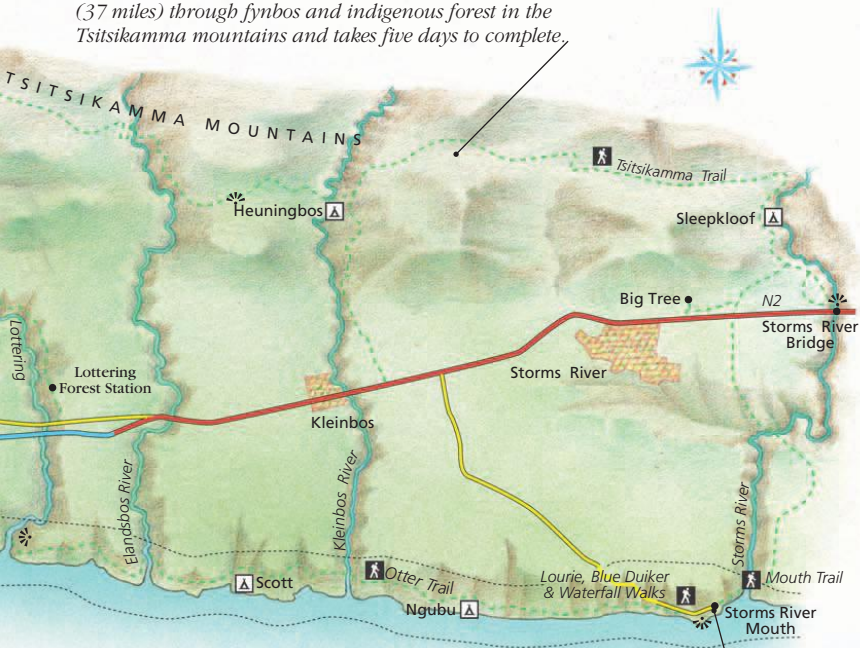 (37 miles) through fynbos and indigenous forest in the
Tsitsikamma mountains and takes five days to complete.
TSITSIKAMMA MOUNTAINS
Tsitsikamma Trail
Heuningbos
Sleepkloof
Big Tree
N2
Storms River
Bridge
Lottering
Lottering
Forest Station
Storms River
Kleinbos
Elandsbos River
Kleinbos River
Storms River
Otter Trail
Lourie, Blue Duiker
& Waterfall Walks
Mouth Trail
Scott
Ngubu
Storms River
Mouth